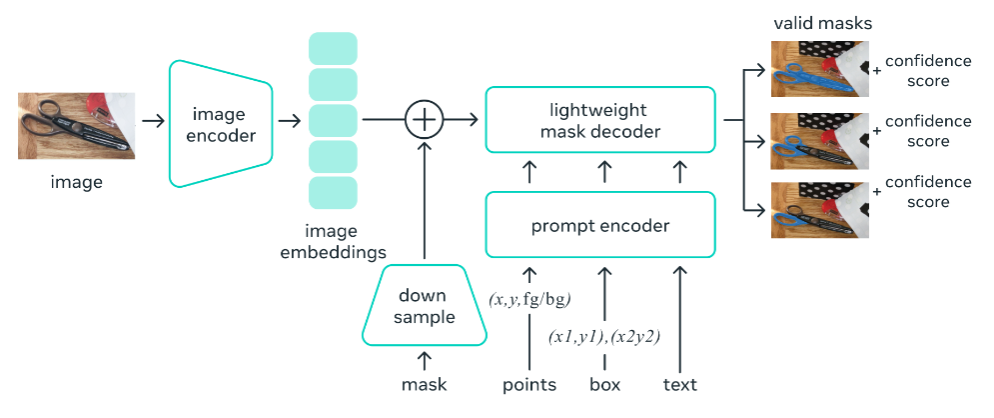 valid masks
+ confidence
score
image
encoder
lightweight
mask decoder
+
+ confidence
score
image
+ confidence
score
prompt encoder
image
embeddings
down
sample
(x,y,fg/bg)
(x1,y1),(x2y2)
mask
points
box
text